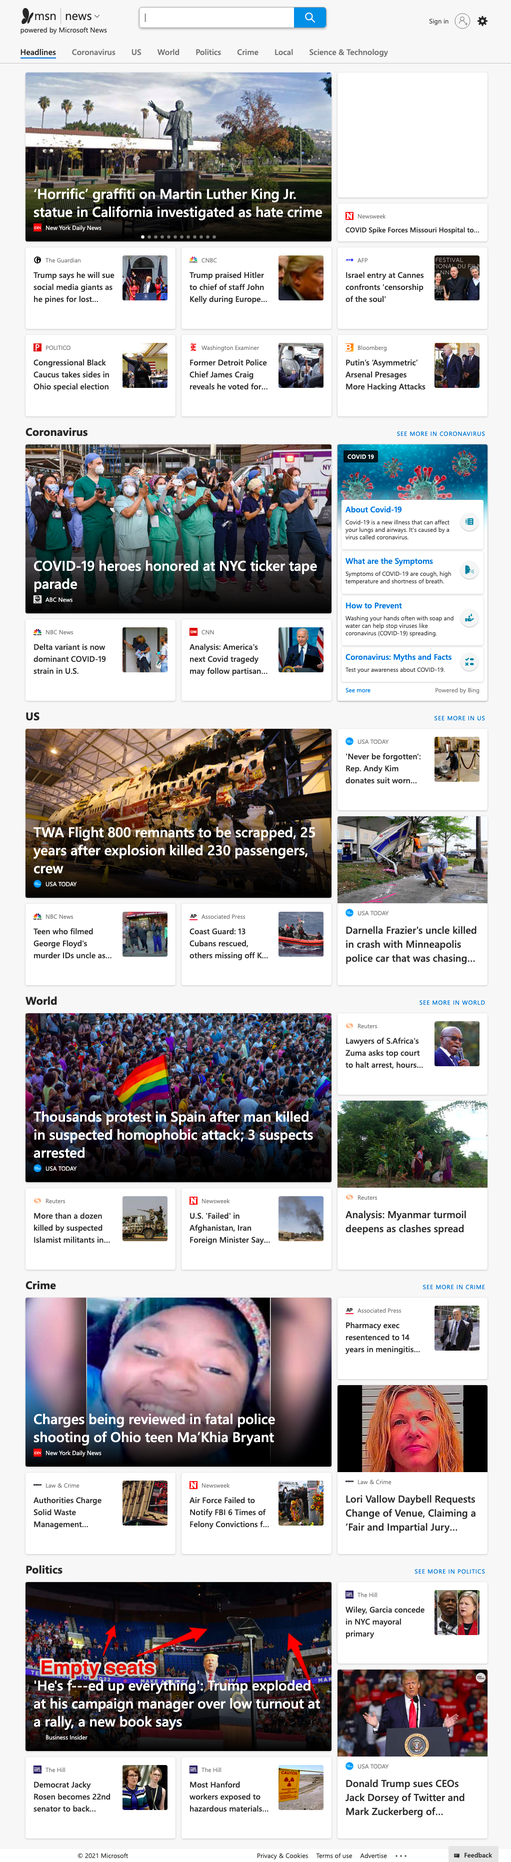 msn news
powered by Microsoft News
Sign in
Headlines Coronavirus US World Politics Crime Local Science & Technology
‘Horrific’ graffiti on Martin Luther King Jr.
statue in California investigated as hate crime
New York Daily News
Newsweek
COVID Spike Forces Missouri Hospital to...
The Guardian
Trump says he will sue
social media giants as
he pines for lost...
CNBC
Trump praised Hitler
to chief of staff John
Kelly during Europe...
AFP
Israel entry at Cannes
confronts 'censorship
of the soul'
POLITICO
Congressional Black
Caucus takes sides in
Ohio special election
Washington Examiner
Former Detroit Police
Chief James Craig
reveals he voted for...
Bloomberg
Putin's 'Asymmetric'
Arsenal Presages
More Hacking Attacks
Coronavirus
SEE MORE IN CORONAVIRUS
COVID-19 heroes honored at NYC ticker tape
parade
ABC News
COVID 19
About Covid-19
Covid-19 is a new illness that can affect
your lungs and airways. It's caused by a
virus called coronavirus.
What are the Symptoms
Symptoms of COVID-19 are cough, high
temperature and shortness of breath.
How to Prevent
Washing your hands often with soap and
water can help stop viruses like
coronavirus (COVID-19) spreading.
Coronavirus: Myths and Facts
Test your awareness about COVID-19.
See more
Powered by Bing
NBC News
Delta variant is now
dominant COVID-19
strain in U.S.
CNN
Analysis: America's
next Covid tragedy
may follow partisan...
US
SEE MORE IN US
TWA Flight 800 remnants to be scrapped, 25
years after explosion killed 230 passengers,
crew
USA TODAY
USA TODAY
'Never be forgotten':
Rep. Andy Kim
donates suit worn...
USA TODAY
Darnella Frazier's uncle killed
in crash with Minneapolis
police car that was chasing...
NBC News
Teen who filmed
George Floyd's
murder IDs uncle as...
Associated Press
Coast Guard: 13
Cubans rescued,
others missing off K...
World
SEE MORE IN WORLD
Thousands protest in Spain after man killed
in suspected homophobic attack; 3 suspects
arrested
USA TODAY
Reuters
Lawyers of S.Africa's
Zuma asks top court
to halt arrest, hours...
Reuters
Analysis: Myanmar turmoil
deepens as clashes spread
Reuters
More than a dozen
killed by suspected
Islamist militants in...
Newsweek
U.S. 'Failed' in
Afghanistan, Iran
Foreign Minister Say...
Crime
SEE MORE IN CRIME
Charges being reviewed in fatal police
shooting of Ohio teen Ma’Khia Bryant
New York Daily News
Associated Press
Pharmacy exec
resentenced to 14
years in meningitis...
Law & Crime
Lori Vallow Daybell Requests
Change of Venue, Claiming a
‘Fair and Impartial Jury...
Law & Crime
Authorities Charge
Solid Waste
Management...
Newsweek
Air Force Failed to
Notify FBI 6 Times of
Felony Convictions f...
Politics
SEE MORE IN POLITICS
Empty seats
'He's f---ed up everything': Trump exploded
at his campaign manager over low turnout at
a rally, a new book says
Business Insider
The Hill
Wiley, Garcia concede
in NYC mayoral
primary
USA TODAY
Donald Trump sues CEOs
Jack Dorsey of Twitter and
Mark Zuckerberg of...
The Hill
Democrat Jacky
Rosen becomes 22nd
senator to back...
The Hill
Most Hanford
workers exposed to
hazardous materials...
© 2021 Microsoft
Privacy & Cookies Terms of use Advertise ...
Feedback